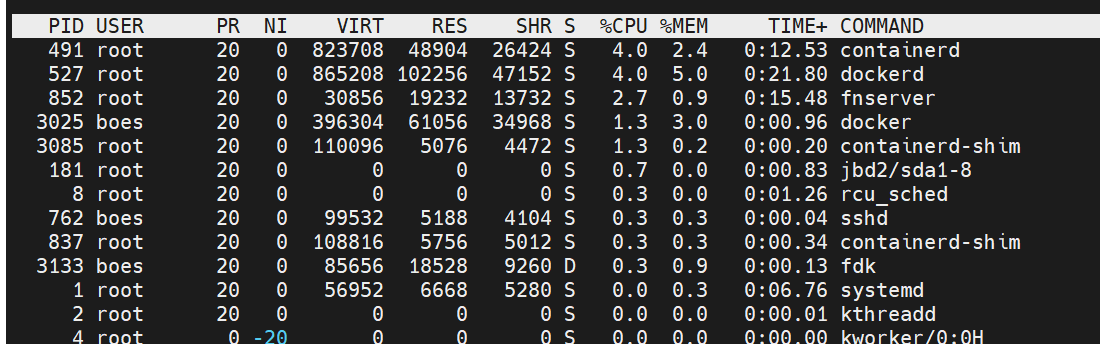 PID USER PR NI VIRT RES SHR S %CPU %MEM TIME+ COMMAND
491 root 20 0 823708 48904 26424 S 4.0 2.4 0:12.53 containerd
527 root 20 0 865208 102256 47152 S 4.0 5.0 0:21.80 dockerd
852 root 20 0 30856 19232 13732 S 2.7 0.9 0:15.48 fnserver
3025 boes 20 0 396304 61056 34968 S 1.3 3.0 0:00.96 docker
3085 root 20 0 110096 5076 4472 S 1.3 0.2 0:00.20 containerd-shim
181 root 20 0 0 0 0 S 0.7 0.0 0:00.83 jbd2/sda1-8
8 root 20 0 0 0 0 S 0.3 0.0 0:01.26 rcu_sched
762 boes 20 0 99532 5188 4104 S 0.3 0.3 0:00.04 sshd
837 root 20 0 108816 5756 5012 S 0.3 0.3 0:00.34 containerd-shim
3133 boes 20 0 85656 18528 9260 D 0.3 0.9 0:00.13 fdk
1 root 20 0 56952 6668 5280 S 0.0 0.3 0:06.76 systemd
2 root 20 0 0 0 0 S 0.0 0.0 0:00.01 kthreadd
4 root 0 -20 0 0 0 S 0.0 0.0 0:00.00 kworker/0:0H